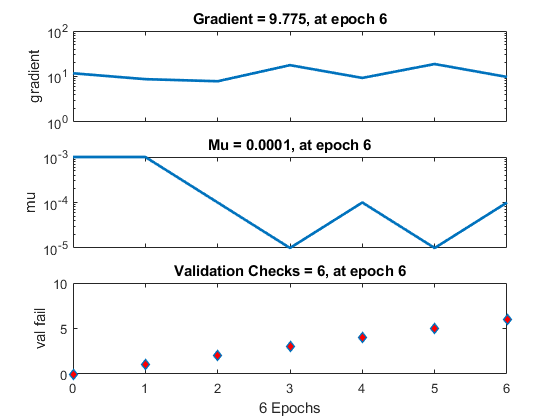 Gradient = 9.775, at epoch 6
10^2
10^1
10^0
gradient
Mu = 0.0001, at epoch 6
10^-3
10^-4
10^-5
mu
Validation Checks = 6, at epoch 6
10
5
0
val fail
0 1 2 3 4 5 6
6 Epochs